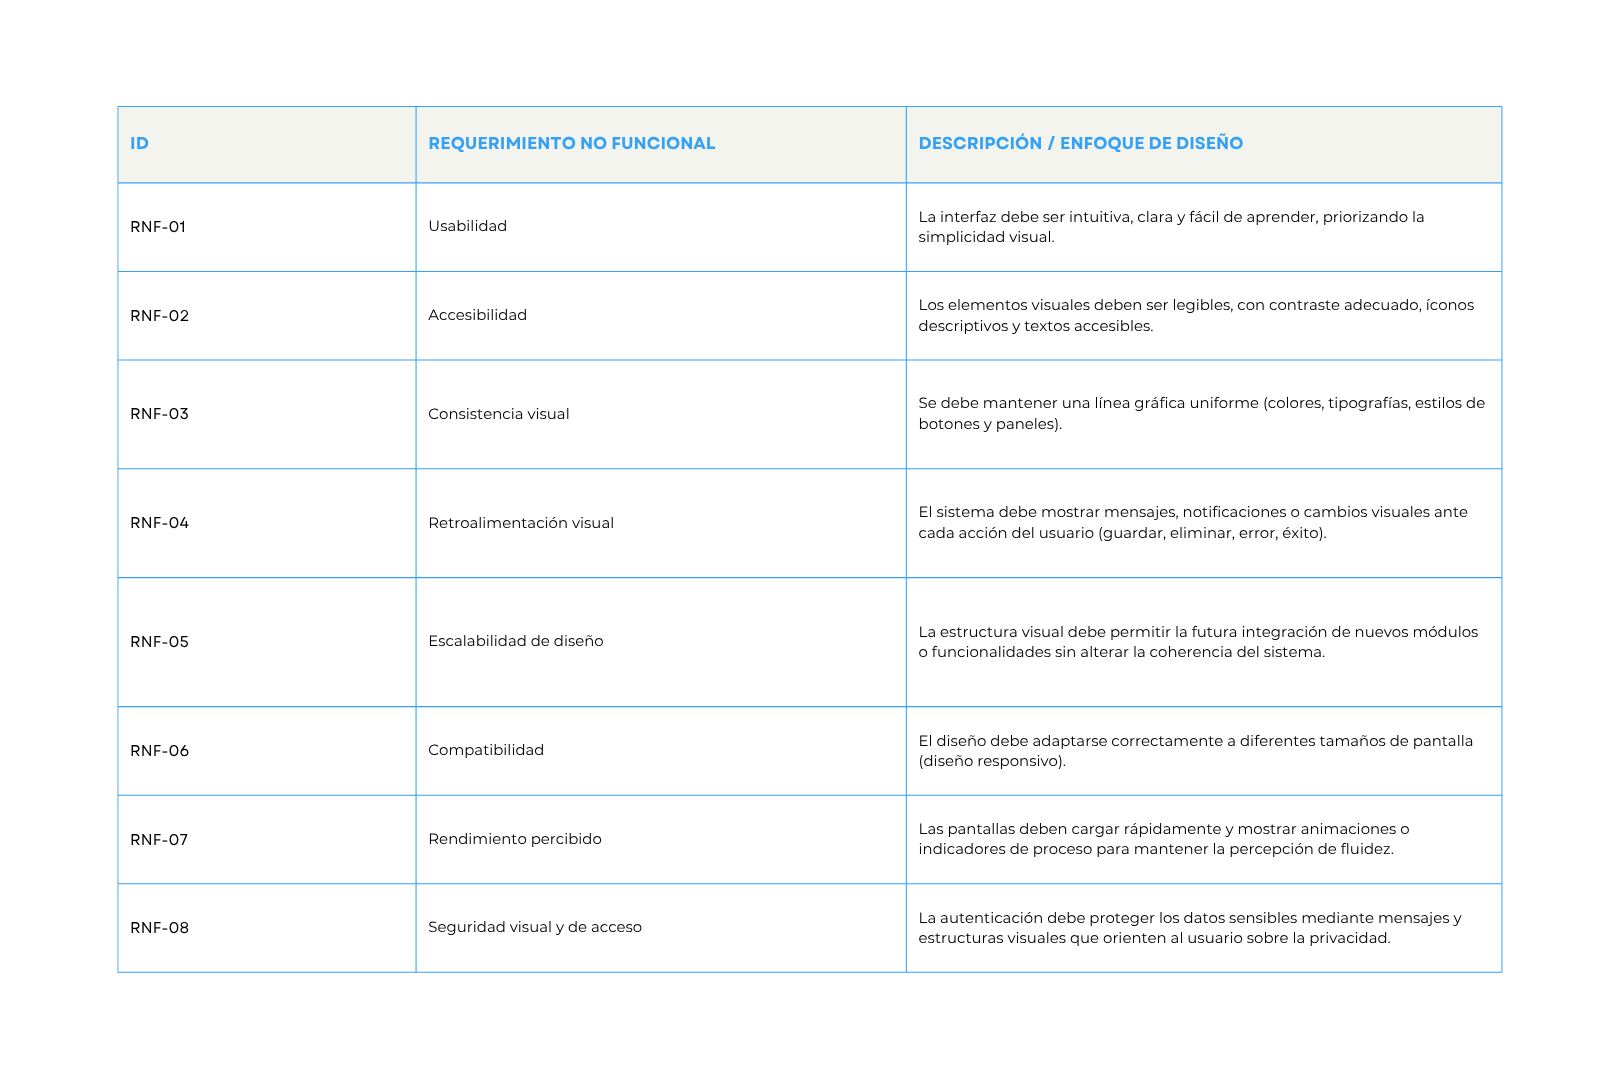 ID
REQUERIMIENTO NO FUNCIONAL
DESCRIPCIÓN / ENFOQUE DE DISEÑO
RNF-01
Usabilidad
La interfaz debe ser intuitiva, clara y fácil de aprender, priorizando la
simplicidad visual.
RNF-02
Accesibilidad
Los elementos visuales deben ser legibles, con contraste adecuado, íconos
descriptivos y textos accesibles.
RNF-03
Consistencia visual
Se debe mantener una línea gráfica uniforme (colores, tipografías, estilos de
botones y paneles).
RNF-04
Retroalimentación visual
El sistema debe mostrar mensajes, notificaciones o cambios visuales ante
cada acción del usuario (guardar, eliminar, error, éxito).
RNF-05
Escalabilidad de diseño
La estructura visual debe permitir la futura integración de nuevos módulos
o funcionalidades sin alterar la coherencia del sistema.
RNF-06
Compatibilidad
El diseño debe adaptarse correctamente a diferentes tamaños de pantalla
(diseño responsivo).
RNF-07
Rendimiento percibido
Las pantallas deben cargar rápidamente y mostrar animaciones o
indicadores de proceso para mantener la percepción de fluidez.
RNF-08
Seguridad visual y de acceso
La autenticación debe proteger los datos sensibles mediante mensajes y
estructuras visuales que orienten al usuario sobre la privacidad.